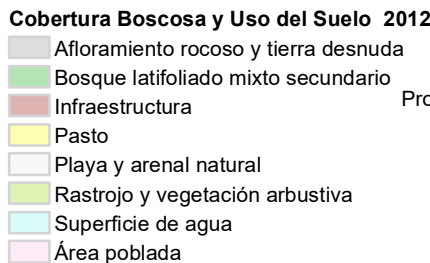 Cobertura Boscosa y Uso del Suelo 2012
Afloramiento rocoso y tierra desnuda
Bosque latifoliado mixto secundario
Infraestructura
Pro
Pasto
Playa y arenal natural
Rastrojo y vegetación arbustiva
Superficie de agua
Área poblada